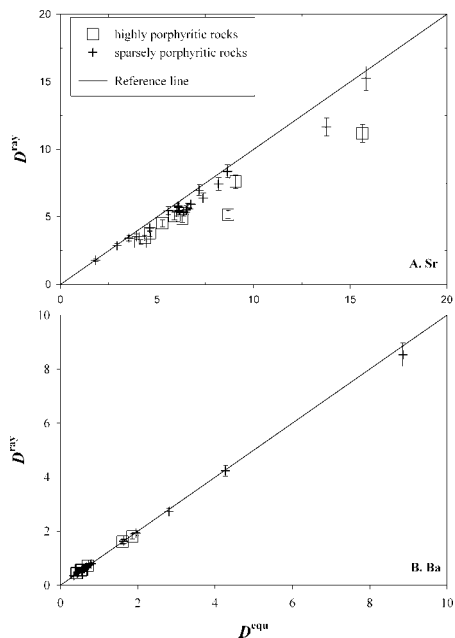 highly porphyritic rocks
sparsely porphyritic rocks
Reference line
20
15
10
5
0
D^ray
A. Sr
0 5 10 15 20
10
8
6
4
2
0
D^ray
B. Ba
0 2 4 6 8 10
D^equ